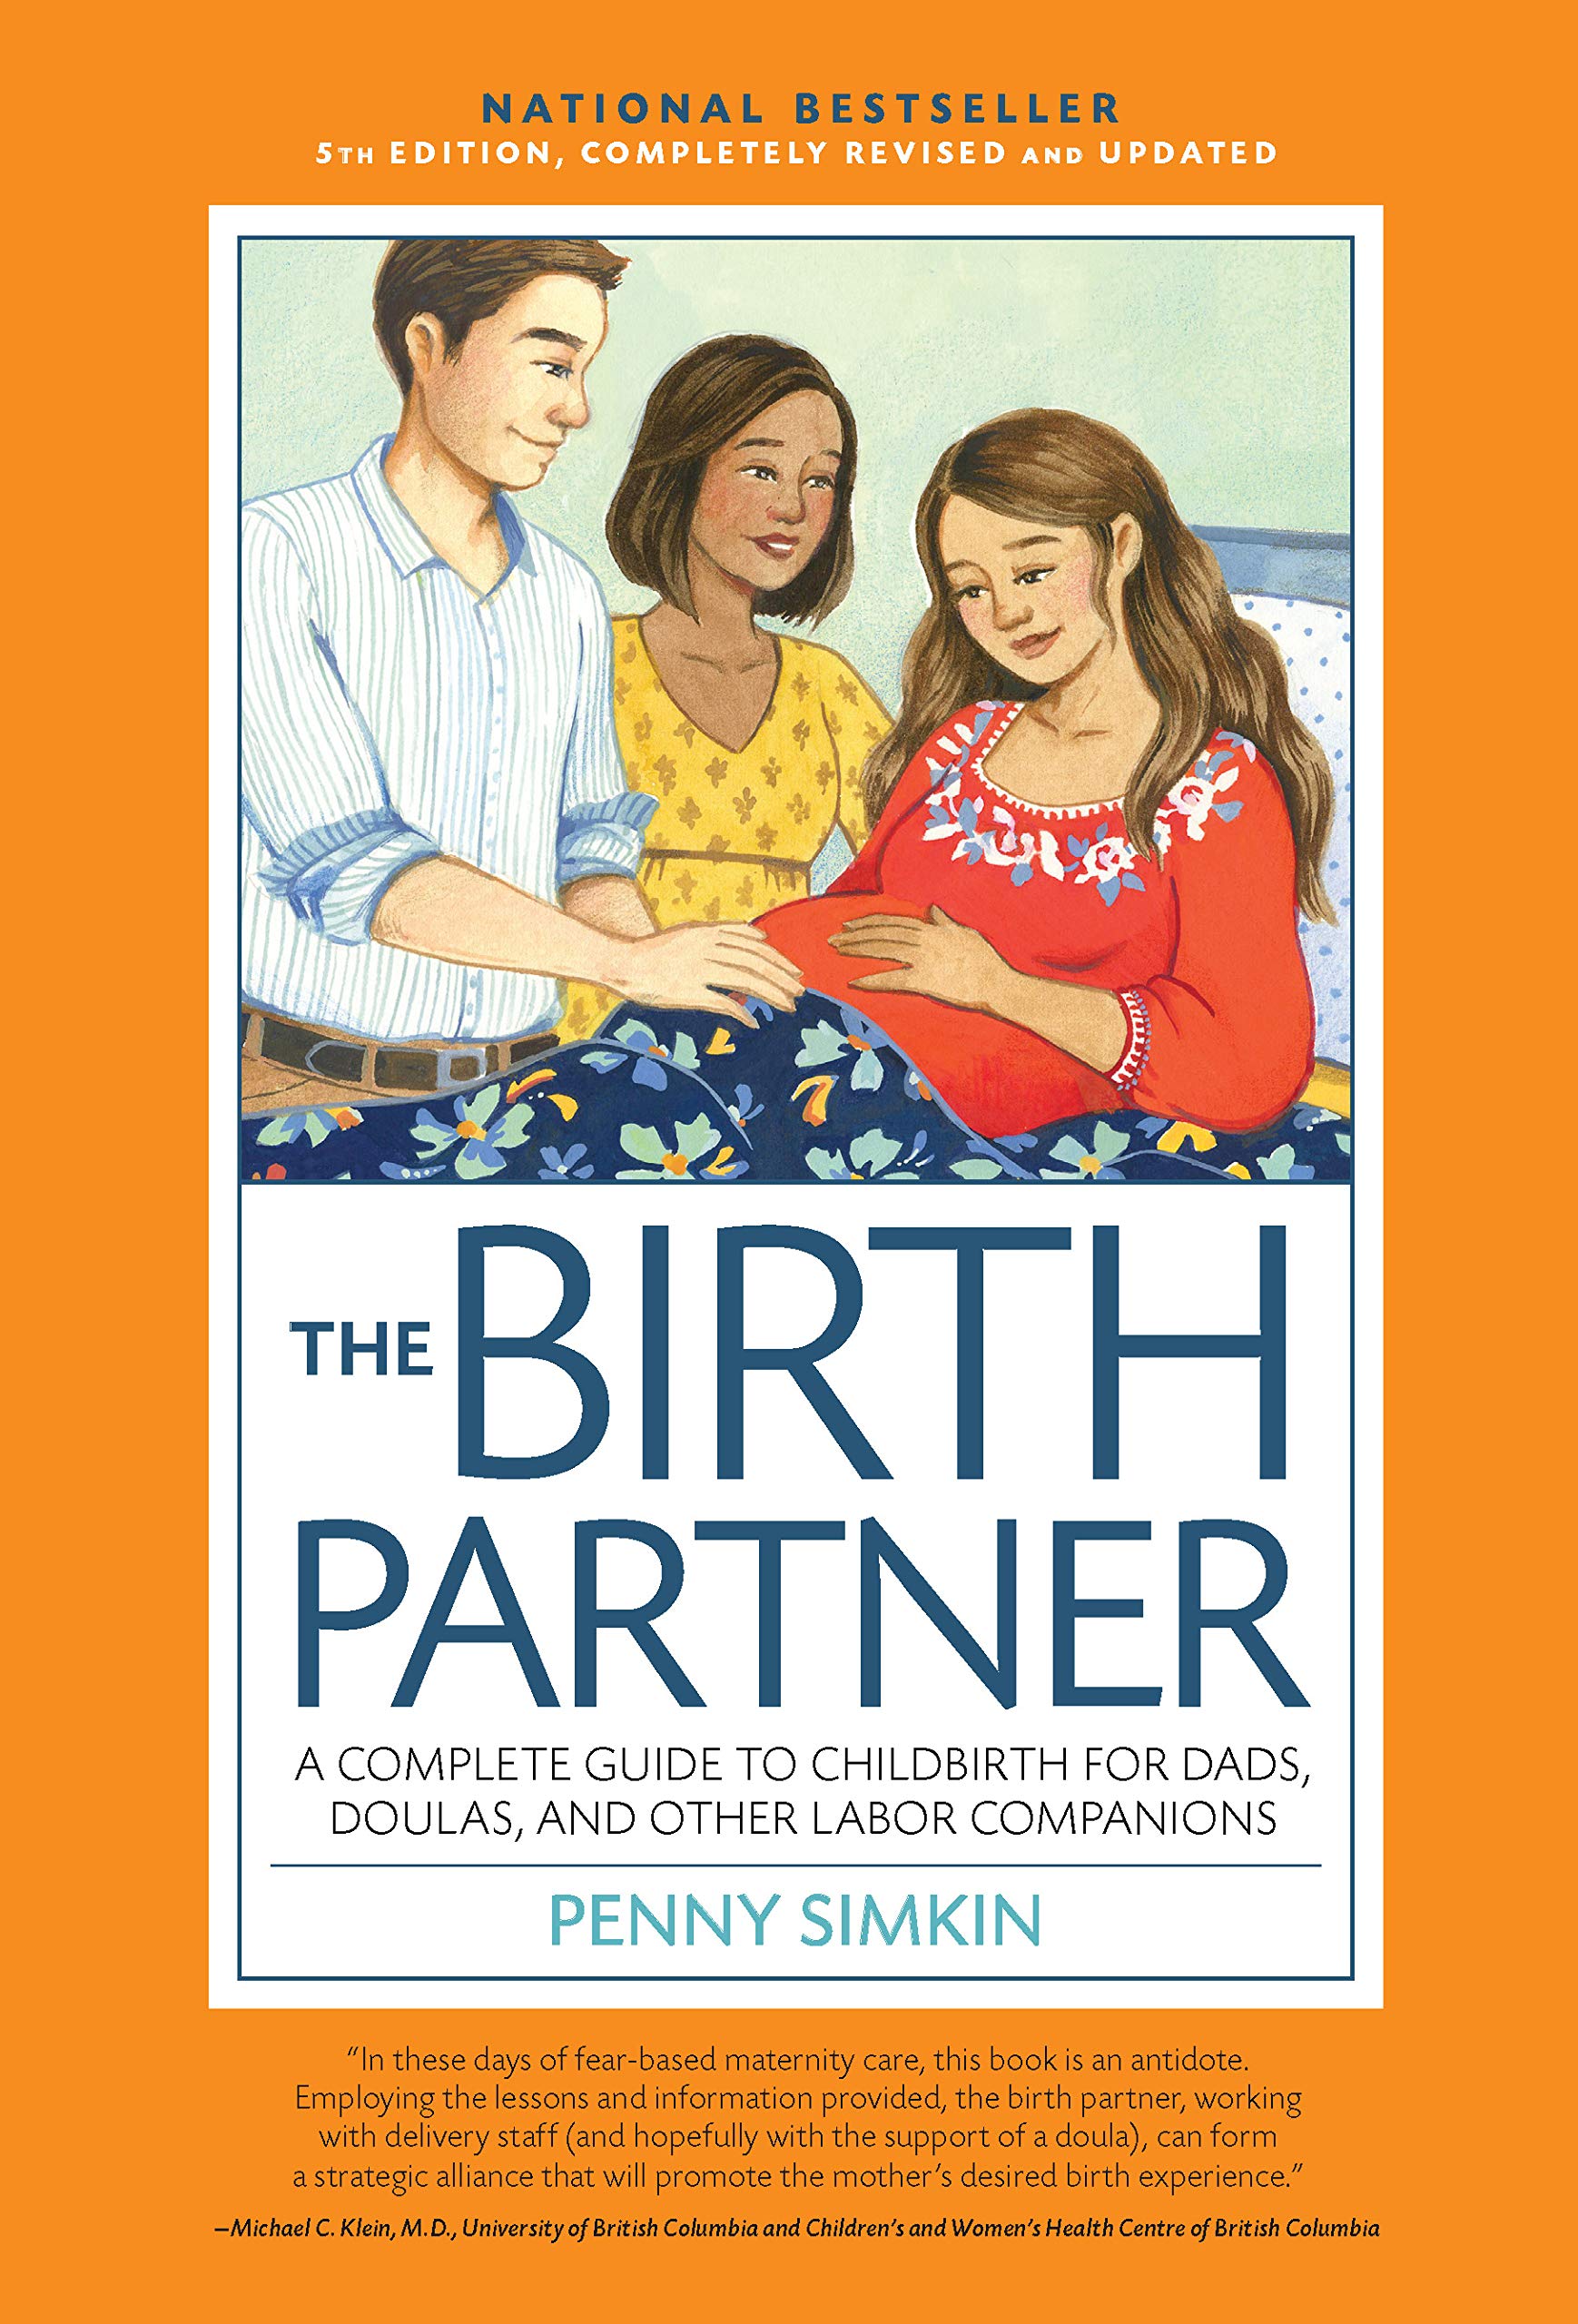 NATIONAL BESTSELLER
5TH EDITION, COMPLETELY REVISED AND UPDATED
THE BIRTH
PARTNER
A COMPLETE GUIDE TO CHILDBIRTH FOR DADS,
DOULAS, AND OTHER LABOR COMPANIONS
PENNY SIMKIN
“In these days of fear-based maternity care, this book is an antidote.
Employing the lessons and information provided, the birth partner, working
with delivery staff (and hopefully with the support of a doula), can form
a strategic alliance that will promote the mother’s desired birth experience.”
—Michael C. Klein, M.D., University of British Columbia and Children’s and Women’s Health Centre of British Columbia